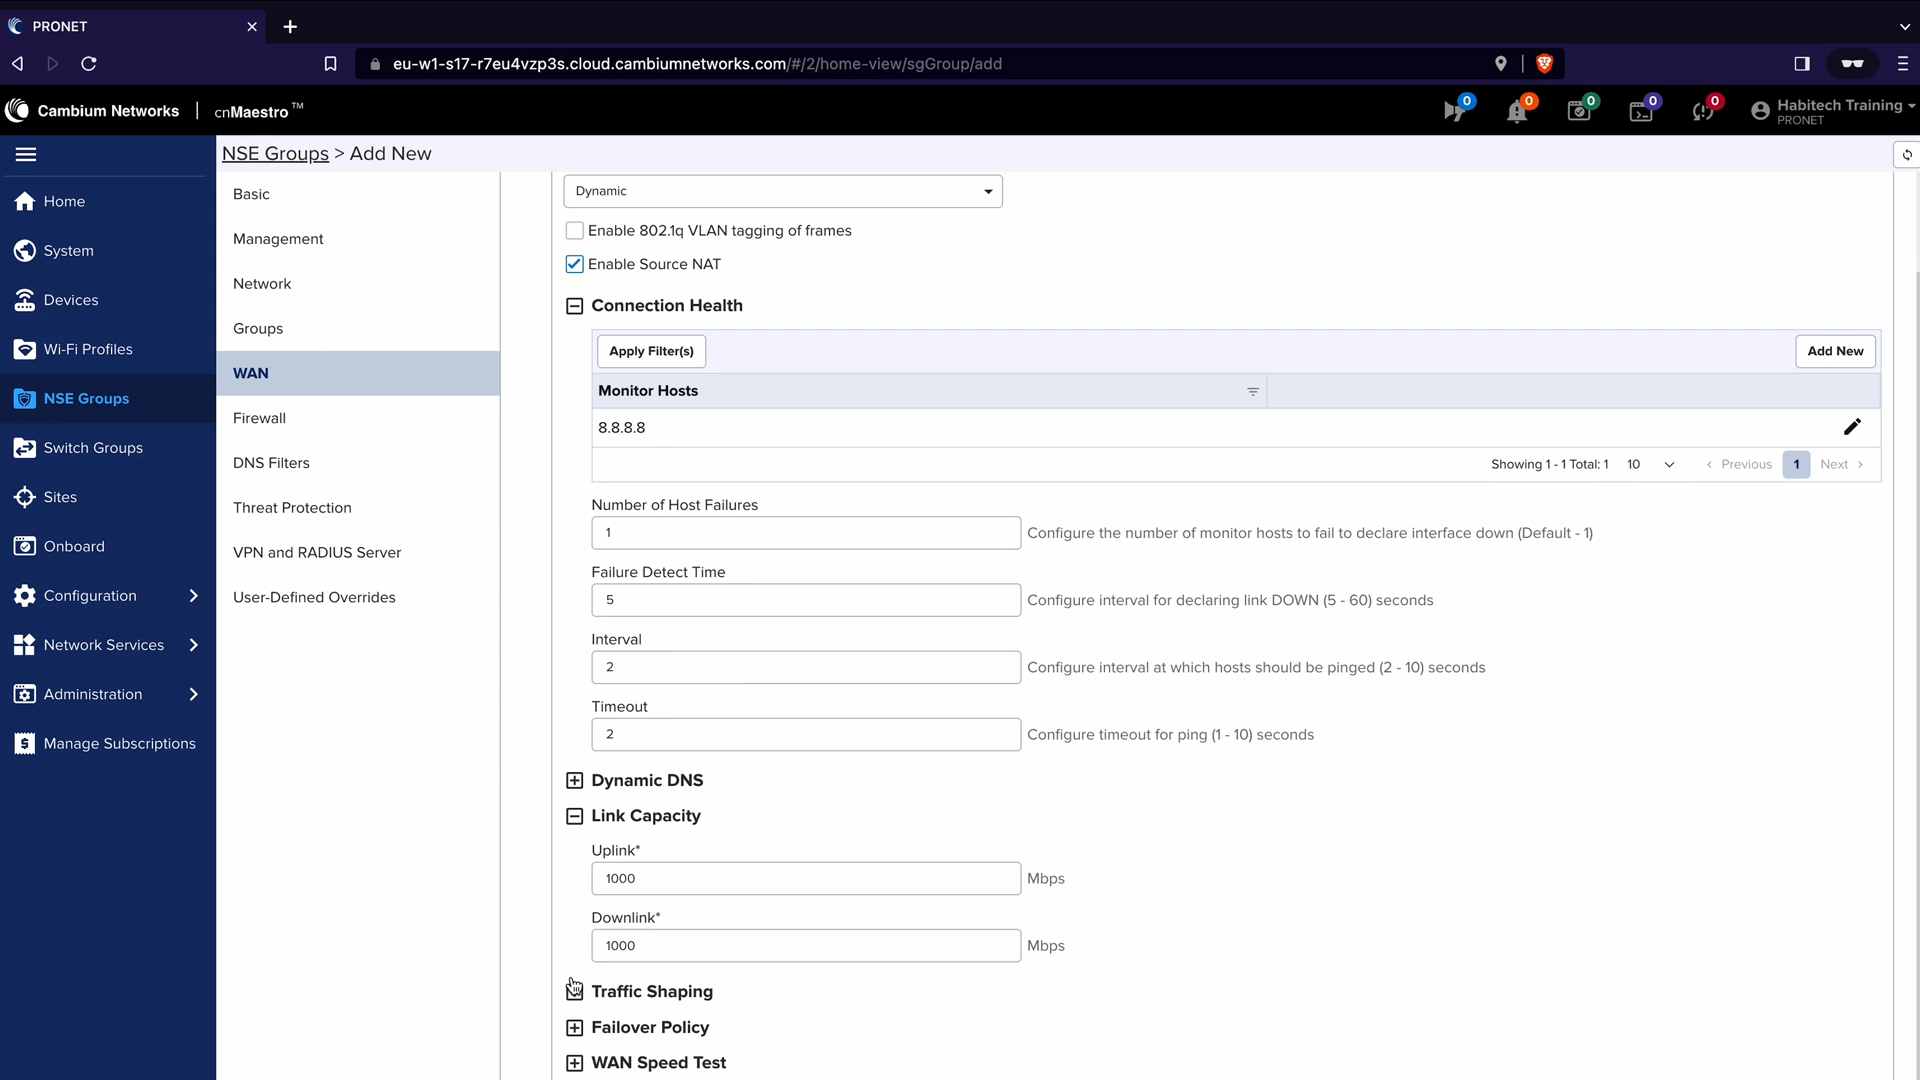 PRONET
eu-w1-s17-r7eu4vzp3s.cloud.cambiumnetworks.com/#/2/home-view/sgGroup/add
Cambium Networks | cnMaestro™
0
0
0
0
0
Habitech Training
PRONET
NSE Groups > Add New
Home
System
Devices
Wi-Fi Profiles
NSE Groups
Switch Groups
Sites
Onboard
Configuration
Network Services
Administration
Manage Subscriptions
Basic
Management
Network
Groups
WAN
Firewall
DNS Filters
Threat Protection
VPN and RADIUS Server
User-Defined Overrides
Dynamic
Enable 802.1q VLAN tagging of frames
Enable Source NAT
Connection Health
Apply Filter(s)
Add New
Monitor Hosts
8.8.8.8
Showing 1 - 1 Total: 1 10 ‹ Previous 1 Next ›
Number of Host Failures
1 Configure the number of monitor hosts to fail to declare interface down (Default - 1)
Failure Detect Time
5 Configure interval for declaring link DOWN (5 - 60) seconds
Interval
2 Configure interval at which hosts should be pinged (2 - 10) seconds
Timeout
2 Configure timeout for ping (1 - 10) seconds
Dynamic DNS
Link Capacity
Uplink*
1000 Mbps
Downlink*
1000 Mbps
Traffic Shaping
Failover Policy
WAN Speed Test